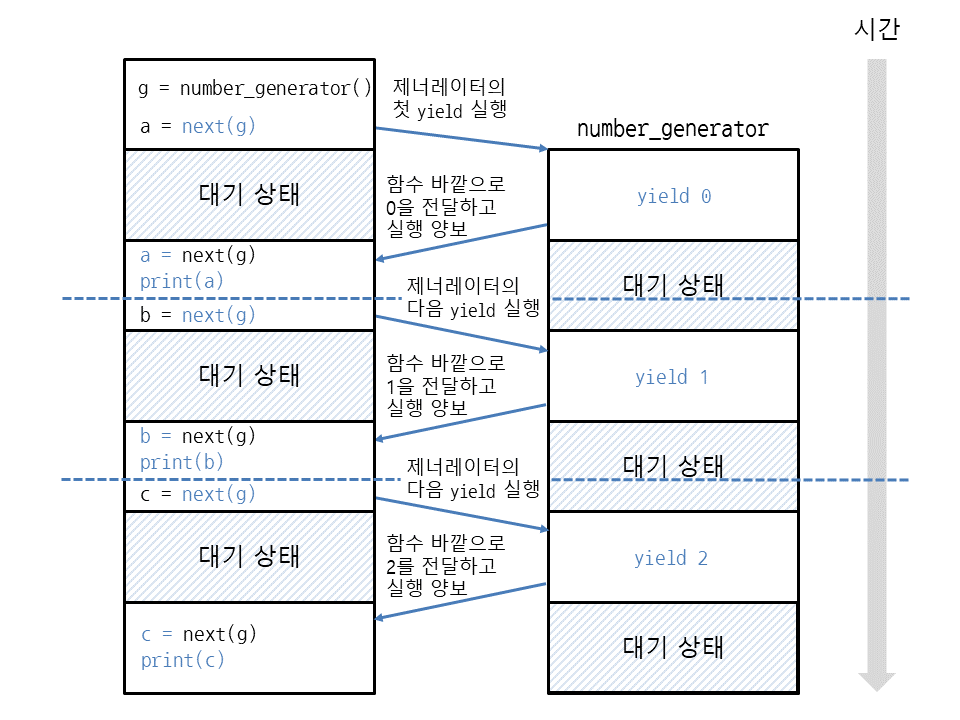 시간
g = number_generator()
a = next(g)
제너레이터의
첫 yield 실행
number_generator
대기 상태
함수 바깥으로
0을 전달하고
실행 양보
yield 0
a = next(g)
print(a)
대기 상태
b = next(g)
제너레이터의
다음 yield 실행
대기 상태
함수 바깥으로
1을 전달하고
실행 양보
yield 1
b = next(g)
print(b)
대기 상태
c = next(g)
제너레이터의
다음 yield 실행
대기 상태
함수 바깥으로
2를 전달하고
실행 양보
yield 2
c = next(g)
print(c)
대기 상태